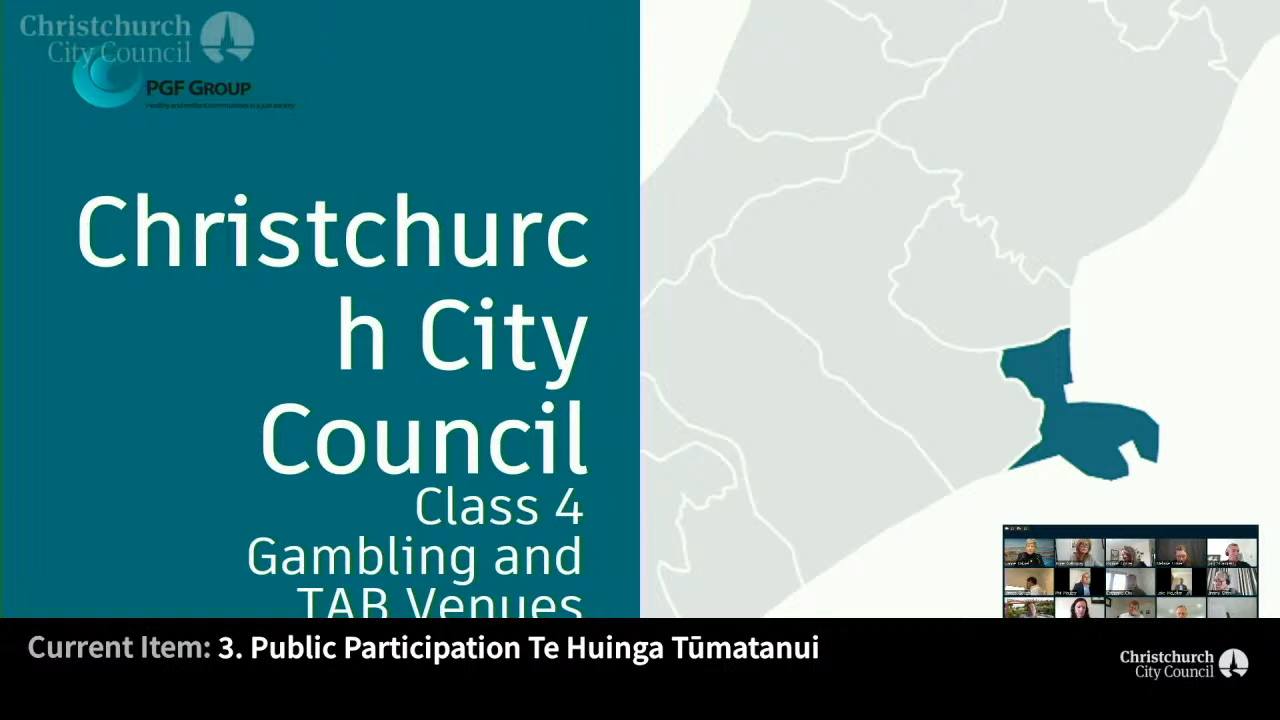 Christchurch
City Council
PGF GROUP
Christchurc
h City
Council
Class 4
Gambling and
TAB Venues
Current Item: 3. Public Participation Te Huinga Tūmatanui
Christchurch
City Council